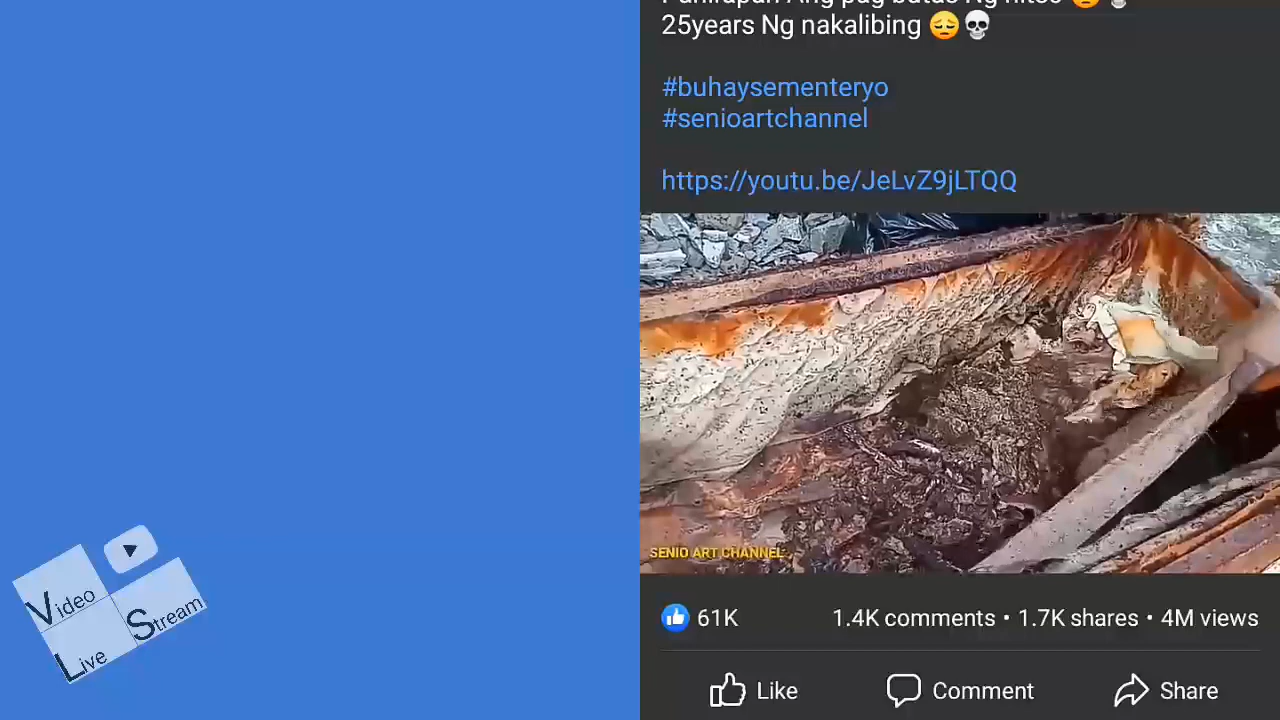 25years Ng nakalibing 😔💀
#buhaysementeryo
#senioartchannel
https://youtu.be/JeLvZ9jLTQQ
SENIO ART CHANNEL
61K
1.4K comments • 1.7K shares • 4M views
Like
Comment
Share
Video
Stream
Live